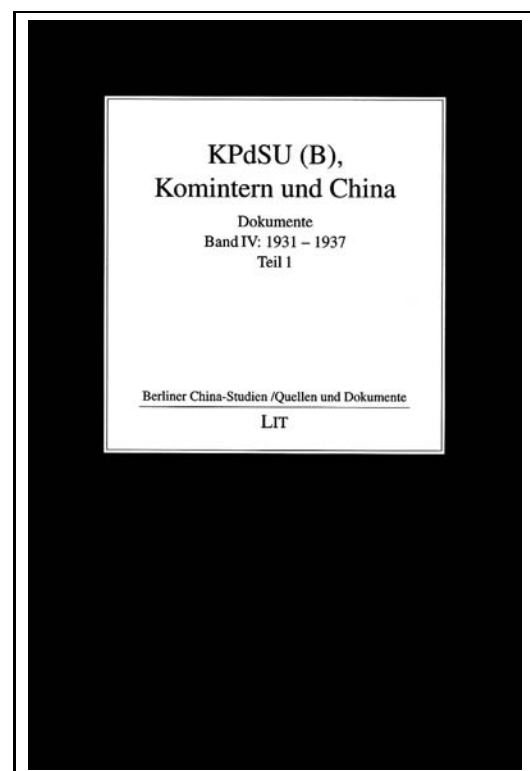 KPdSU (B),
Komintern und China
Dokumente
Band IV: 1931 – 1937
Teil 1
Berliner China-Studien /Quellen und Dokumente
LIT